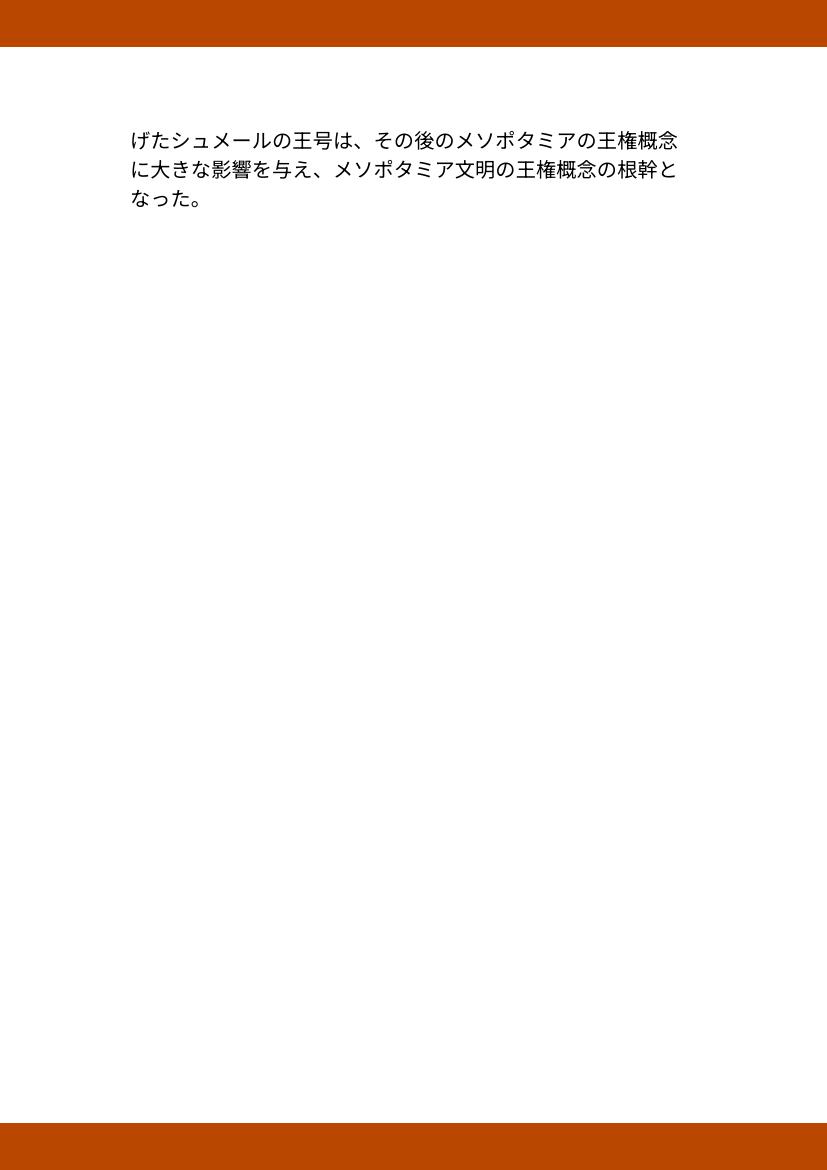 げたシュメールの王号は、その後のメソポタミアの王権概念
に大きな影響を与え、メソポタミア文明の王権概念の根幹と
なった。